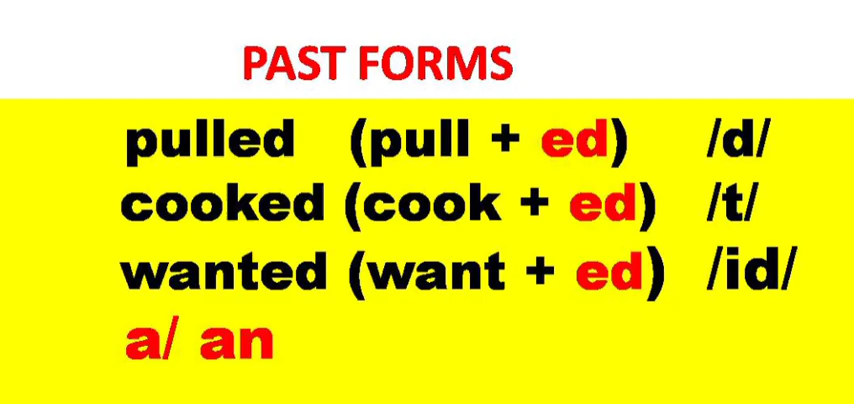 PAST FORMS
pulled (pull + ed) /d/
cooked (cook + ed) /t/
wanted (want + ed) /id/
a/ an